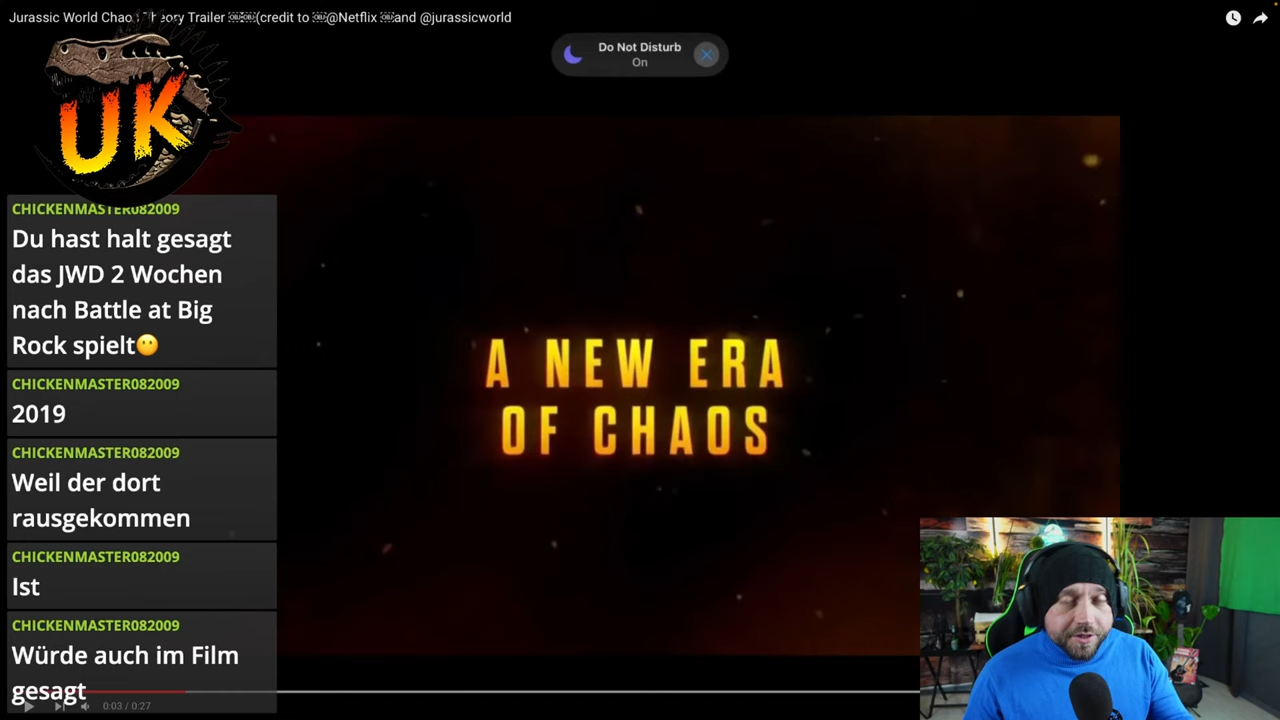 Jurassic World Chaos Theory Trailer (credit to @Netflix and @jurassicworld
Do Not Disturb
On
UK
CHICKENMASTER082009
Du hast halt gesagt
das JWD 2 Wochen
nach Battle at Big
Rock spielt😶
CHICKENMASTER082009
2019
CHICKENMASTER082009
Weil der dort
rausgekommen
CHICKENMASTER082009
Ist
CHICKENMASTER082009
Würde auch im Film
gesagt
A NEW ERA
OF CHAOS
0:03 / 0:27